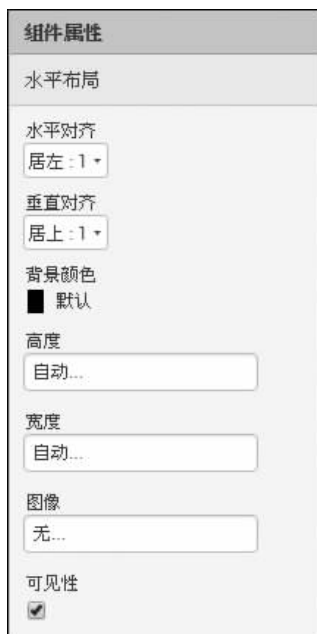 组件属性
水平布局
水平对齐
居左 : 1
垂直对齐
居上 : 1
背景颜色
默认
高度
自动...
宽度
自动...
图像
无...
可见性